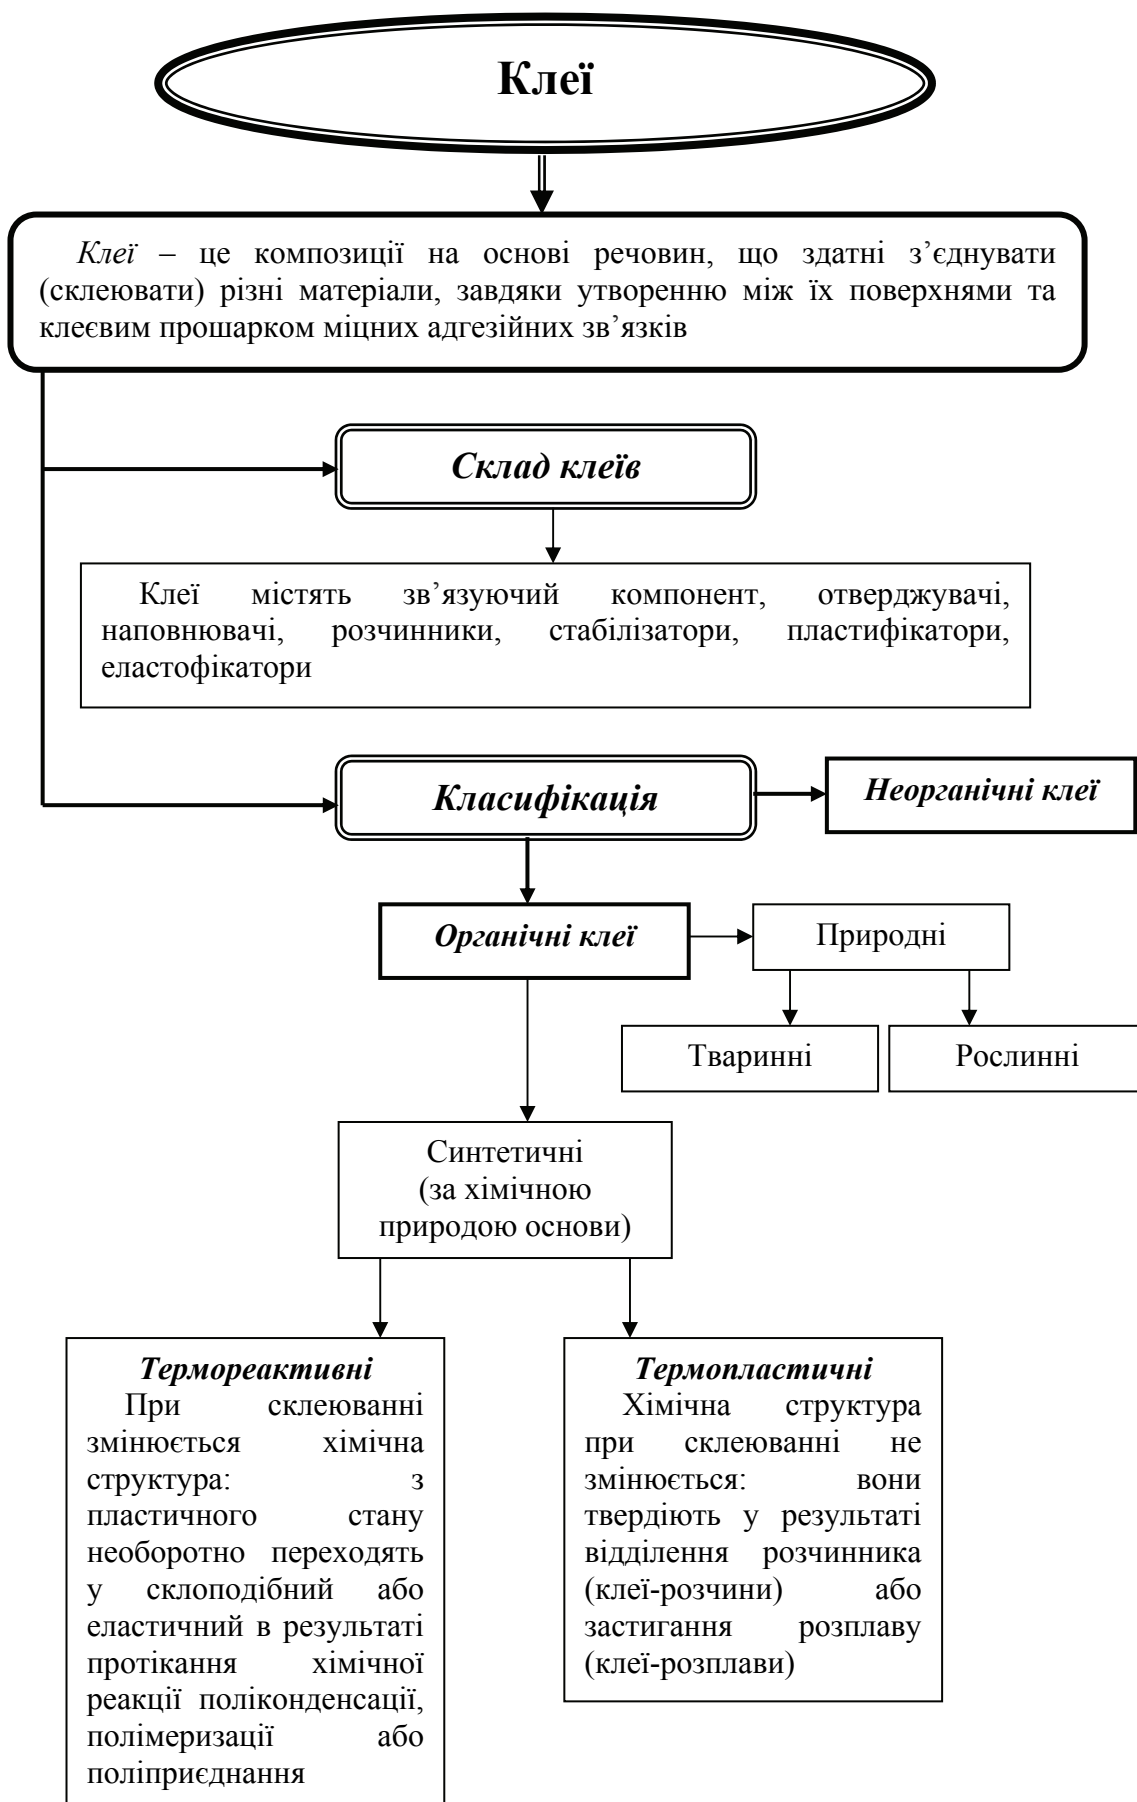 Клеї
Клеї – це композиції на основі речовин, що здатні з’єднувати
(склеювати) різні матеріали, завдяки утворенню між їх поверхнями та
клеєвим прошарком міцних адгезійних зв’язків
Склад клеїв
Клеї містять зв’язуючий компонент, отверджувачі,
наповнювачі, розчинники, стабілізатори, пластифікатори,
еластофікатори
Класифікація
Неорганічні клеї
Органічні клеї
Природні
Тваринні
Рослинні
Синтетичні
(за хімічною
природою основи)
Термореактивні
При склеюванні
змінюється хімічна
структура: з
пластичного стану
необоротно переходять
у склоподібний або
еластичний в результаті
протікання хімічної
реакції поліконденсації,
полімеризації або
поліприєднання
Термопластичні
Хімічна структура
при склеюванні не
змінюється: вони
твердіють у результаті
відділення розчинника
(клеї-розчини) або
застигання розплаву
(клеї-розплави)